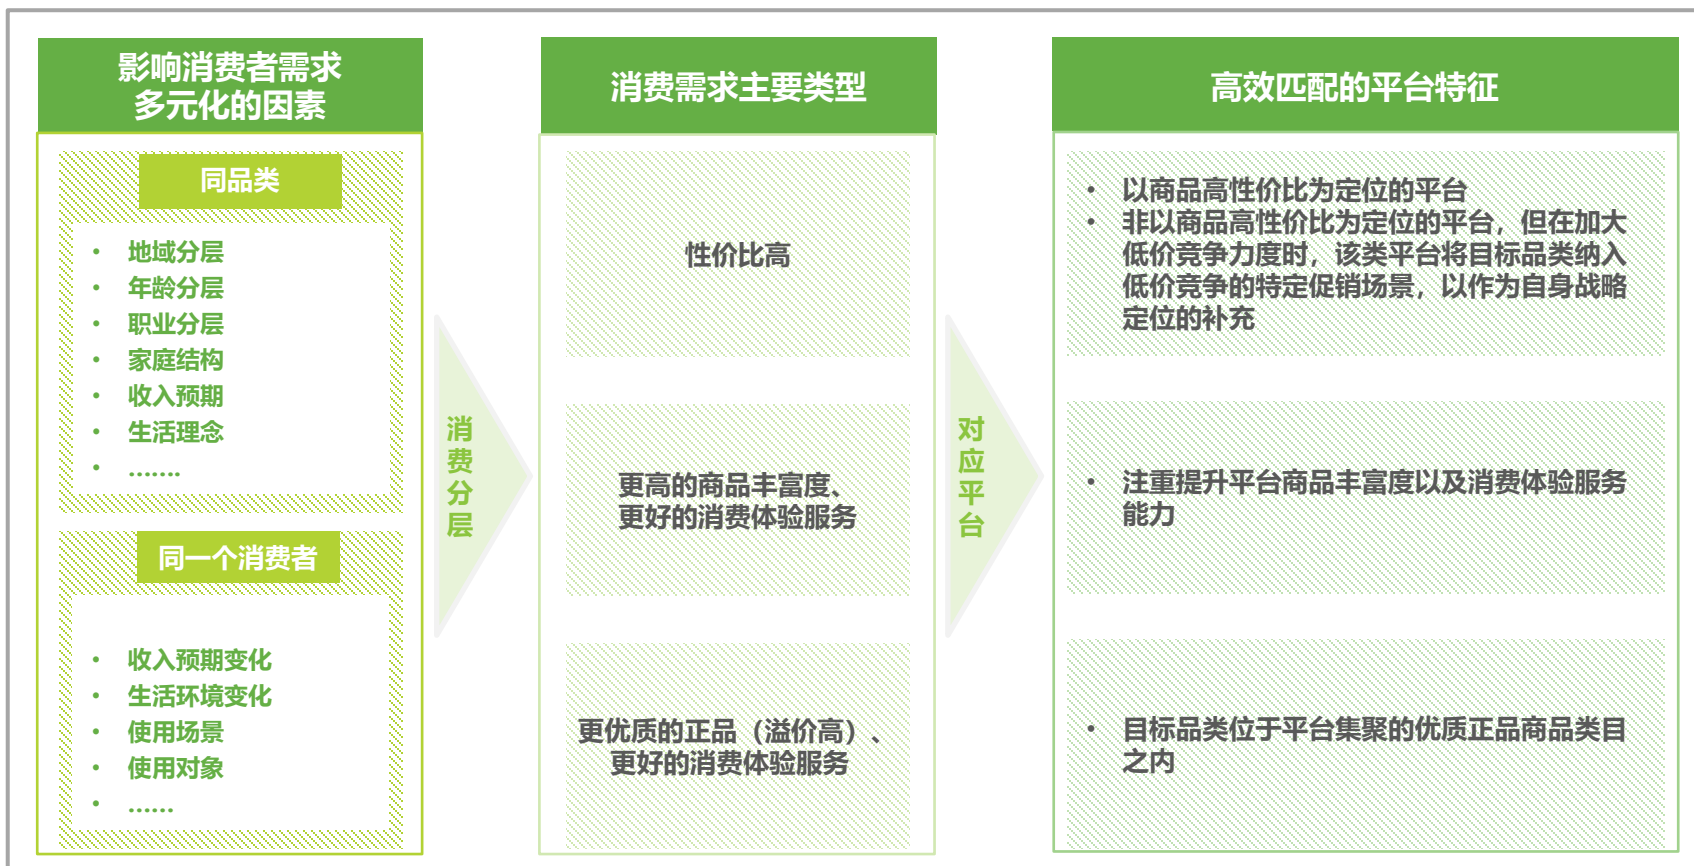 影响消费者需求
多元化的因素
同品类
• 地域分层
• 年龄分层
• 职业分层
• 家庭结构
• 收入预期
• 生活理念
• .......
同一个消费者
• 收入预期变化
• 生活环境变化
• 使用场景
• 使用对象
• ......
消费分层
消费需求主要类型
性价比高
更高的商品丰富度、
更好的消费体验服务
更优质的正品（溢价高）、
更好的消费体验服务
对应平台
高效匹配的平台特征
• 以商品高性价比为定位的平台
• 非以商品高性价比为定位的平台，但在加大
低价竞争力度时，该类平台将目标品类纳入
低价竞争的特定促销场景，以作为自身战略
定位的补充
• 注重提升平台商品丰富度以及消费体验服务
能力
• 目标品类位于平台集聚的优质正品商品类目
之内